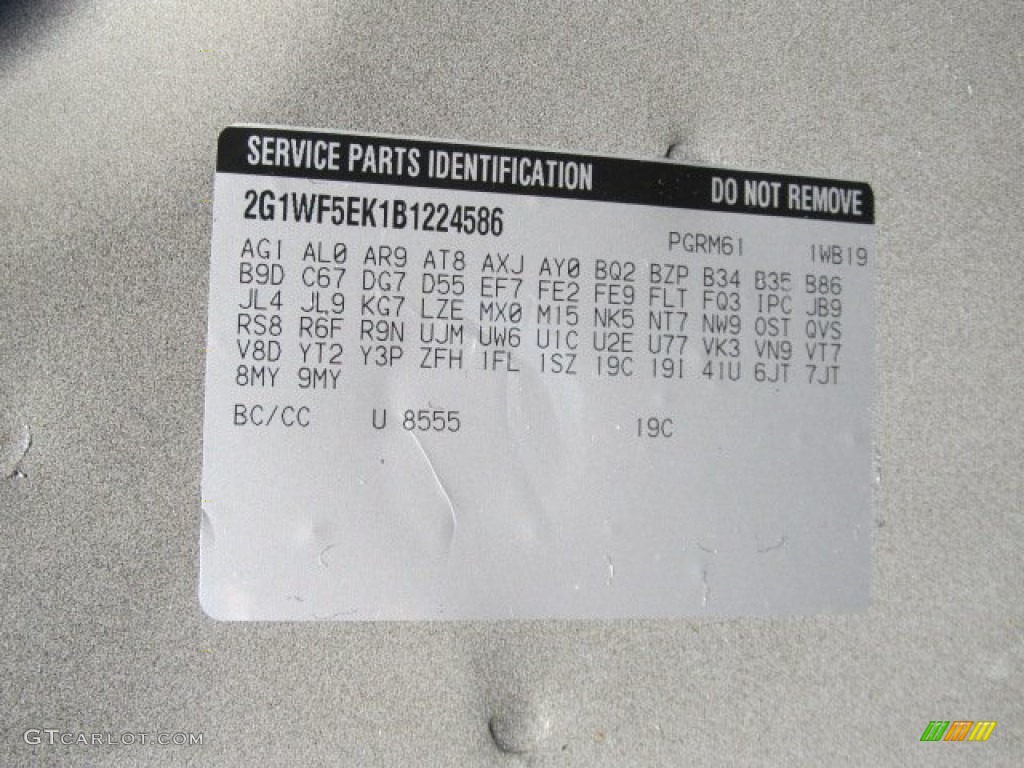 SERVICE PARTS IDENTIFICATION DO NOT REMOVE
2G1WF5EK1B1224586
PGRM61 1WB19
AG1 AL0 AR9 AT8 AXJ AY0 BQ2 BZP B34 B35 B86
B9D C67 DG7 D55 EF7 FE2 FE9 FLT FQ3 IPC JB9
JL4 JL9 KG7 LZE MX0 M15 NK5 NT7 NW9 OST QVS
RS8 R6F R9N UJM UW6 U1C U2E U77 VK3 VN9 VT7
V8D YT2 Y3P ZFH 1FL 1SZ 19C 19I 41U 6JT 7JT
8MY 9MY
BC/CC U 8555 19C
GTCARLOT.COM